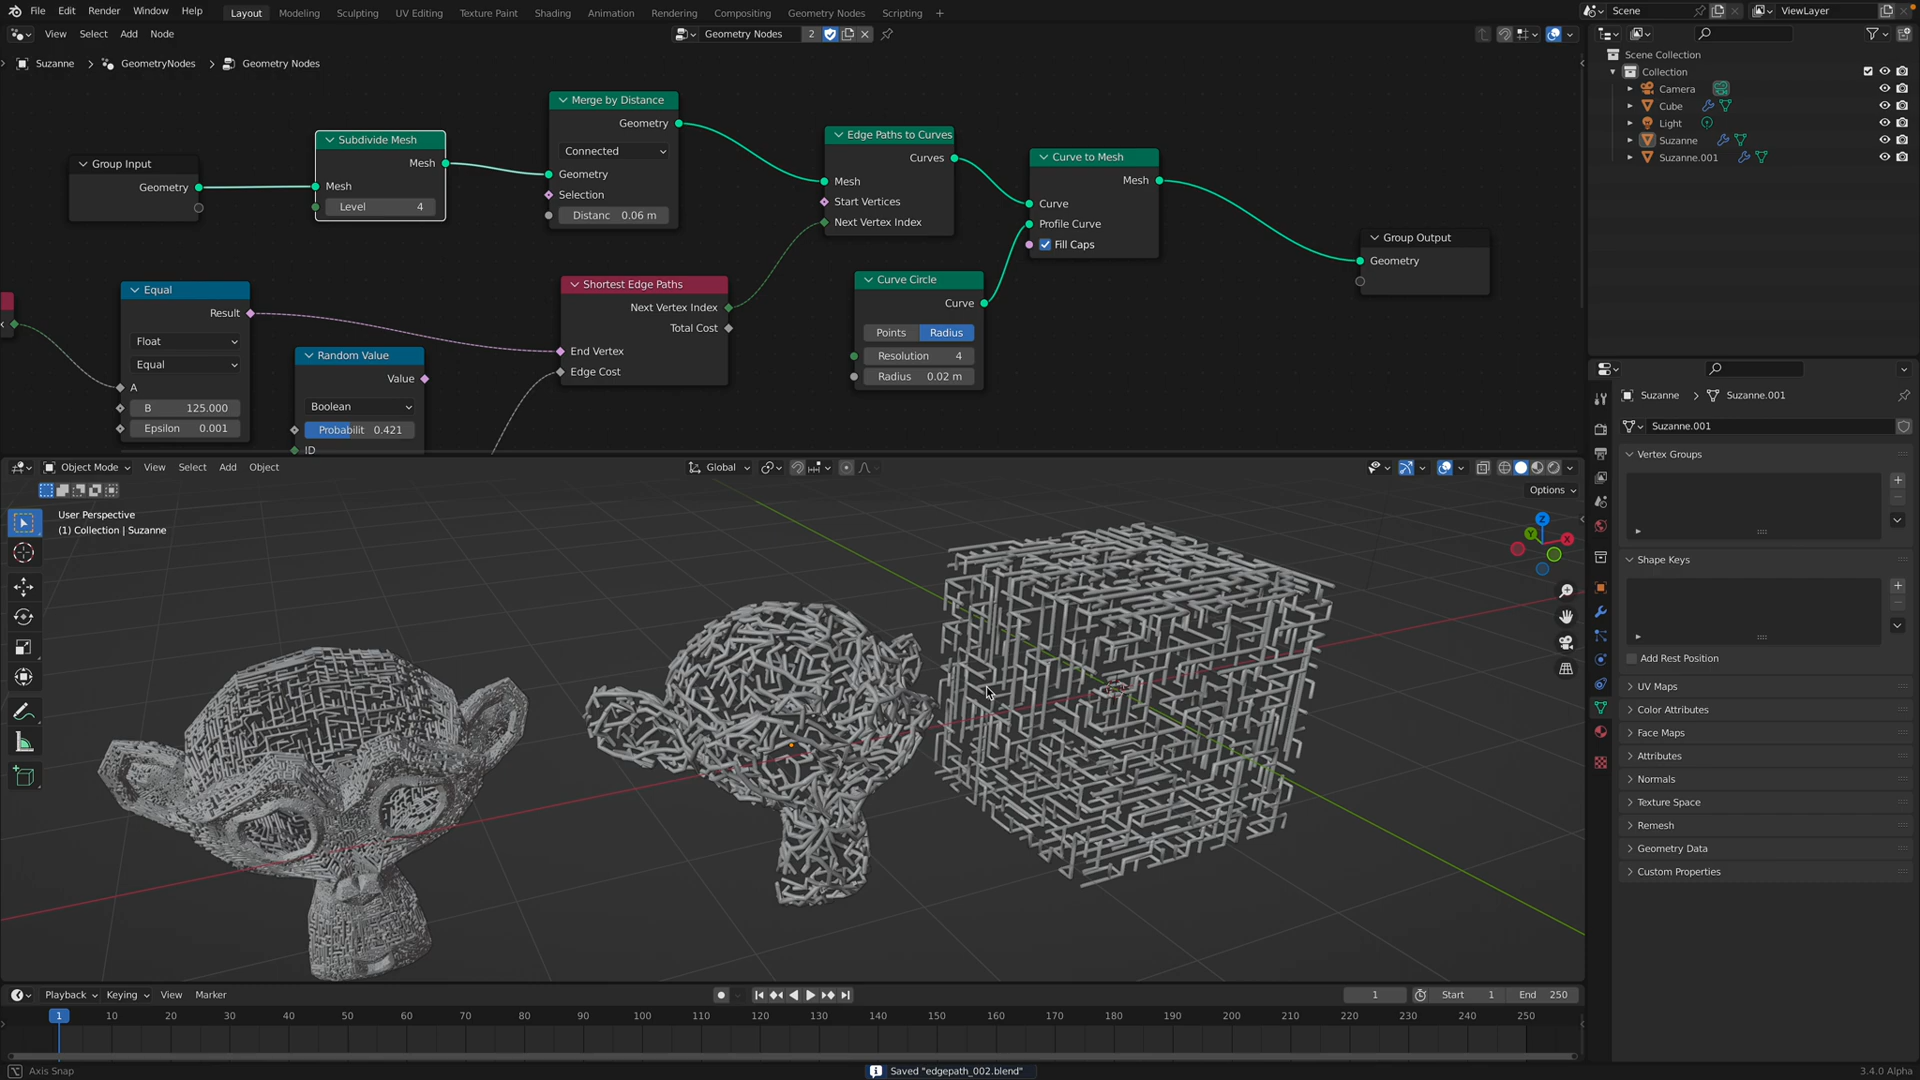 File Edit Render Window Help
Layout Modeling Sculpting UV Editing Texture Paint Shading Animation Rendering Compositing Geometry Nodes Scripting +
Scene
ViewLayer
View Select Add Node
Geometry Nodes 2
Suzanne > GeometryNodes > Geometry Nodes
Group Input
Geometry
Subdivide Mesh
Mesh
Mesh
Level 4
Merge by Distance
Geometry
Connected
Geometry
Selection
Distanc 0.06 m
Edge Paths to Curves
Curves
Mesh
Start Vertices
Next Vertex Index
Curve to Mesh
Mesh
Curve
Profile Curve
Fill Caps
Group Output
Geometry
Equal
Result
Float
Equal
A
B 125.000
Epsilon 0.001
Random Value
Value
Boolean
Probabilit 0.421
ID
Shortest Edge Paths
Next Vertex Index
Total Cost
End Vertex
Edge Cost
Curve Circle
Curve
Points Radius
Resolution 4
Radius 0.02 m
Scene Collection
Collection
Camera
Cube
Light
Suzanne
Suzanne.001
Suzanne > Suzanne.001
Suzanne.001
Vertex Groups
Shape Keys
Add Rest Position
UV Maps
Color Attributes
Face Maps
Attributes
Normals
Texture Space
Remesh
Geometry Data
Custom Properties
Object Mode View Select Add Object
Global
Options
User Perspective
(1) Collection | Suzanne
Z
Y
X
Playback Keying View Marker
1 Start 1 End 250
1 10 20 30 40 50 60 70 80 90 100 110 120 130 140 150 160 170 180 190 200 210 220 230 240 250
Axis Snap
Saved "edgepath_002.blend"
3.4.0 Alpha